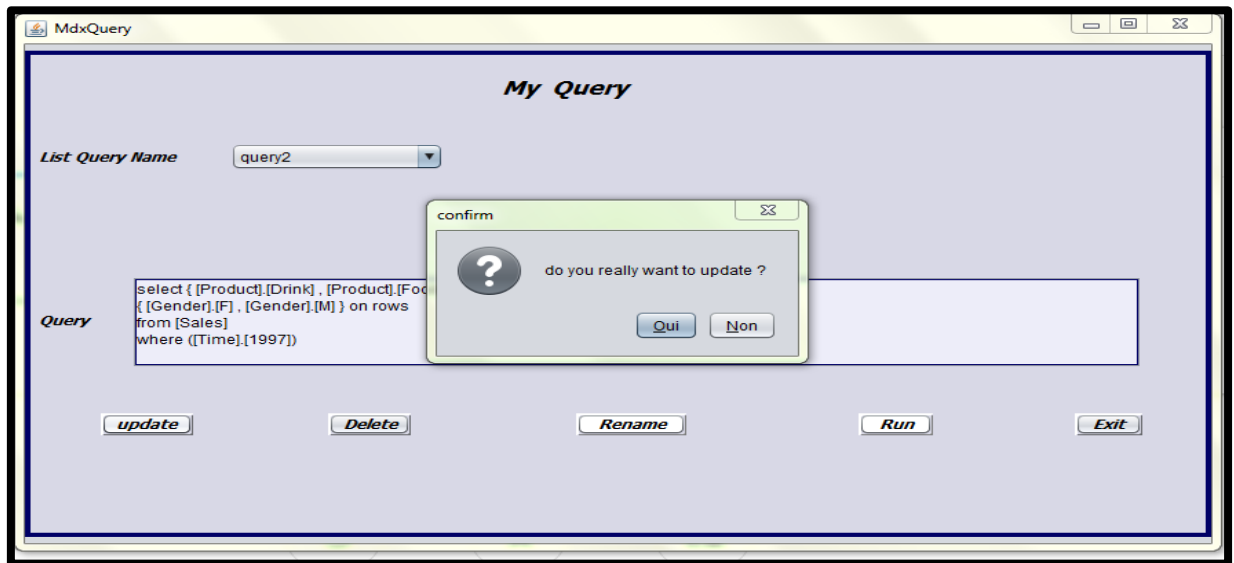 MdxQuery
My Query
List Query Name
query2
confirm
do you really want to update ?
Oui
Non
Query
select { [Product].[Drink] , [Product].[Foo
{ [Gender].[F] , [Gender].[M] } on rows
from [Sales]
where ([Time].[1997])
update
Delete
Rename
Run
Exit